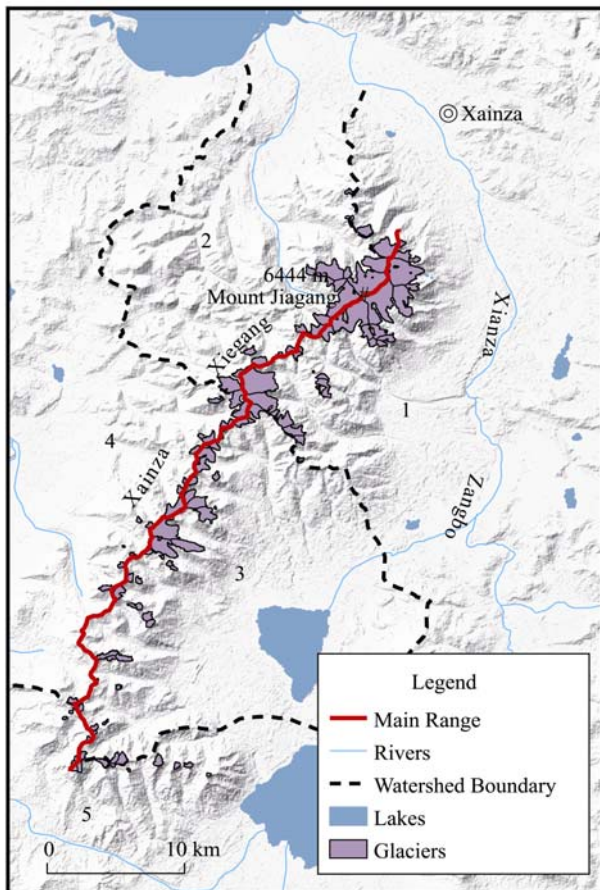 Xainza
2
6444 m
Mount Jiagang
Xianza
Xiegang
1
4
Xainza
Zangbo
3
Legend
Main Range
Rivers
Watershed Boundary
Lakes
Glaciers
5
0 10 km